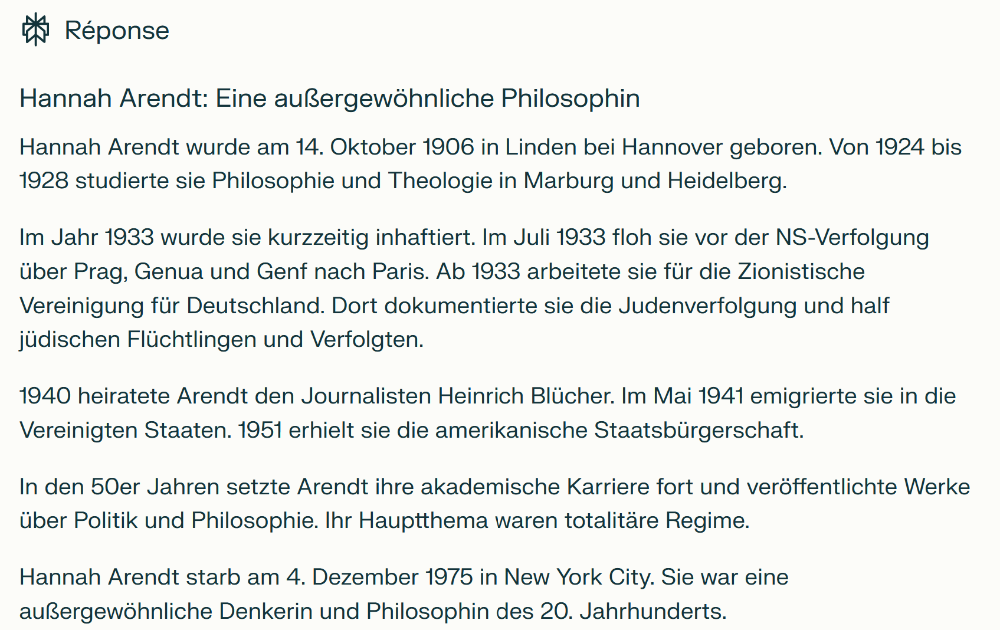 Réponse
Hannah Arendt: Eine außergewöhnliche Philosophin
Hannah Arendt wurde am 14. Oktober 1906 in Linden bei Hannover geboren. Von 1924 bis
1928 studierte sie Philosophie und Theologie in Marburg und Heidelberg.
Im Jahr 1933 wurde sie kurzzeitig inhaftiert. Im Juli 1933 floh sie vor der NS-Verfolgung
über Prag, Genua und Genf nach Paris. Ab 1933 arbeitete sie für die Zionistische
Vereinigung für Deutschland. Dort dokumentierte sie die Judenverfolgung und half
jüdischen Flüchtlingen und Verfolgten.
1940 heiratete Arendt den Journalisten Heinrich Blücher. Im Mai 1941 emigrierte sie in die
Vereinigten Staaten. 1951 erhielt sie die amerikanische Staatsbürgerschaft.
In den 50er Jahren setzte Arendt ihre akademische Karriere fort und veröffentlichte Werke
über Politik und Philosophie. Ihr Hauptthema waren totalitäre Regime.
Hannah Arendt starb am 4. Dezember 1975 in New York City. Sie war eine
außergewöhnliche Denkerin und Philosophin des 20. Jahrhunderts.